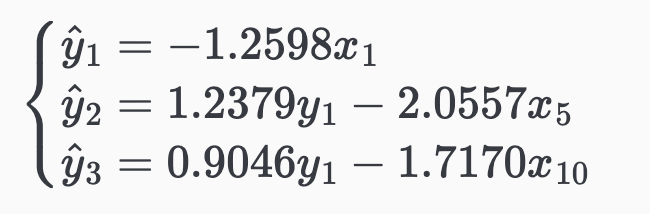 ŷ₁ = −1.2598x₁
ŷ₂ = 1.2379y₁ − 2.0557x₅
ŷ₃ = 0.9046y₁ − 1.7170x₁₀